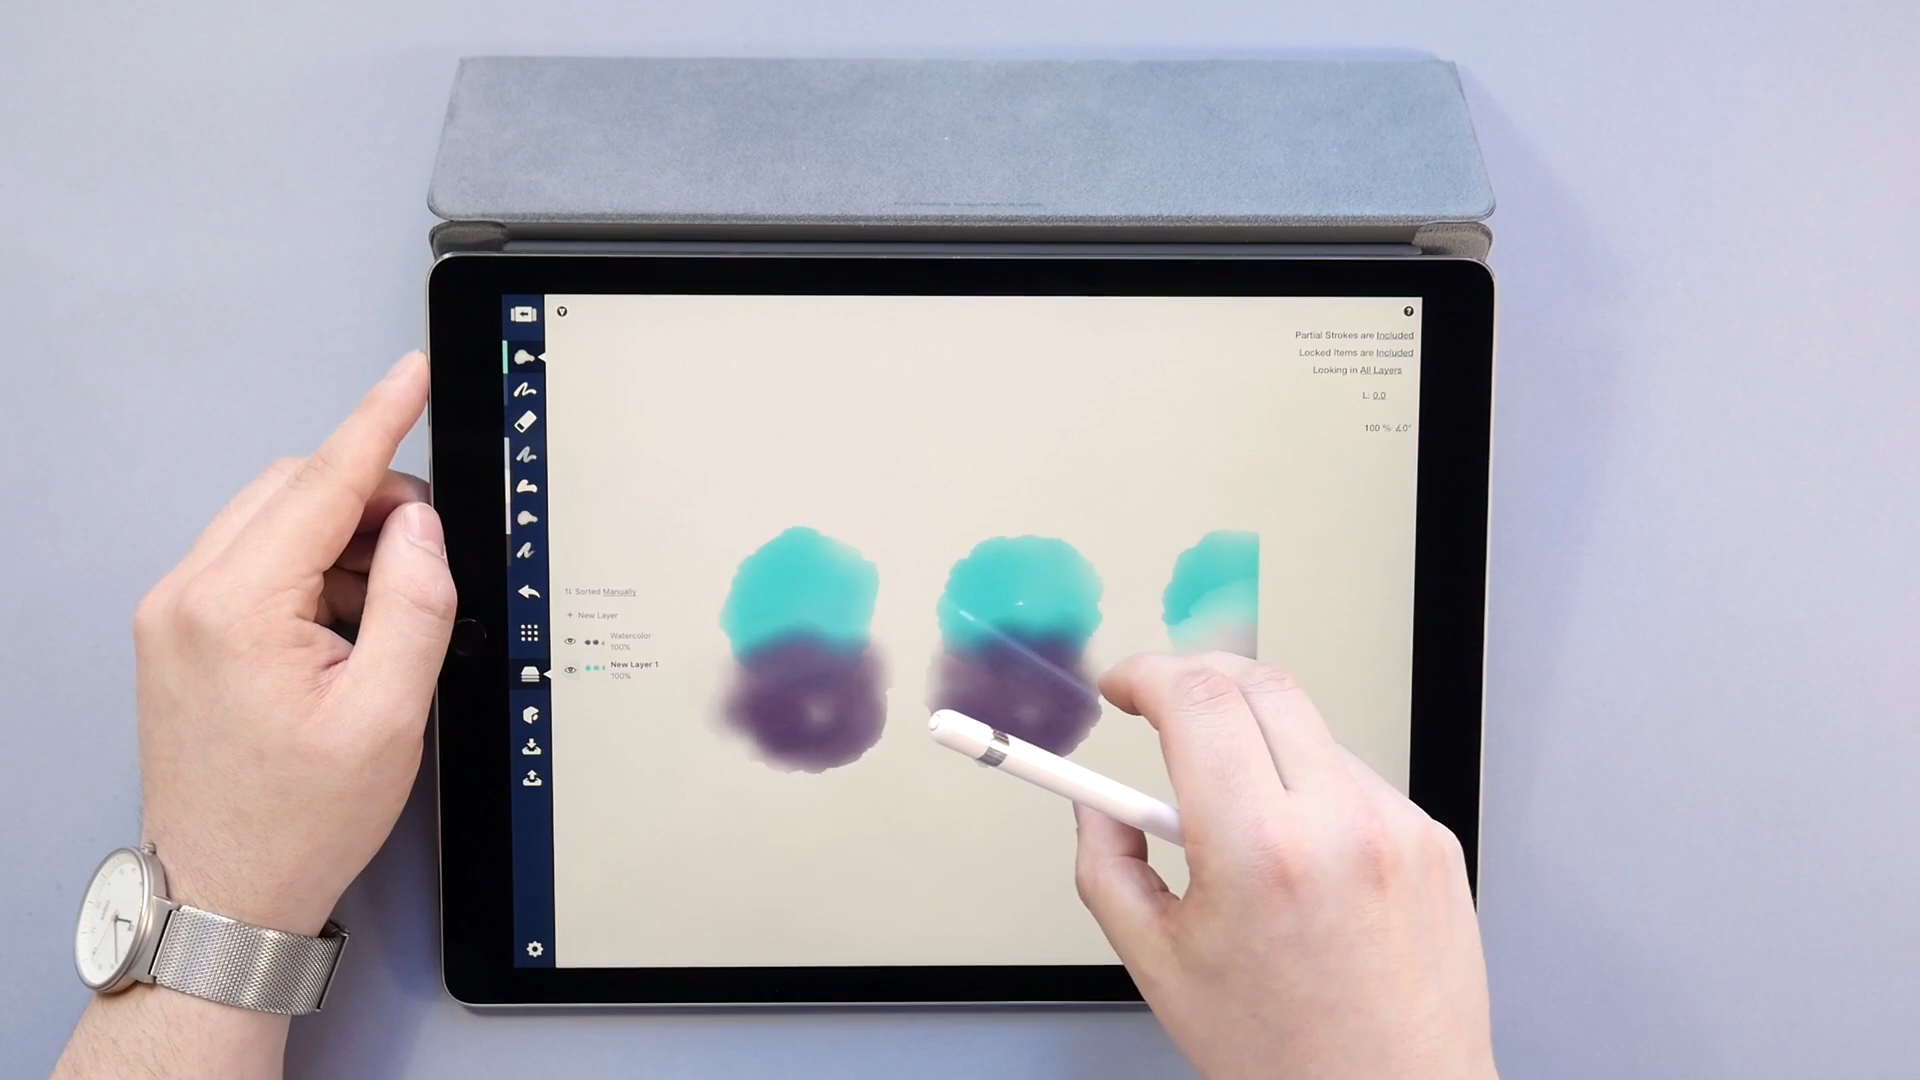 Partial Strokes are Included
Locked Items are Included
Looking in All Layers
L: 0.0
100 % ∠0°
Sorted Manually
+ New Layer
Watercolor
100%
New Layer 1
100%